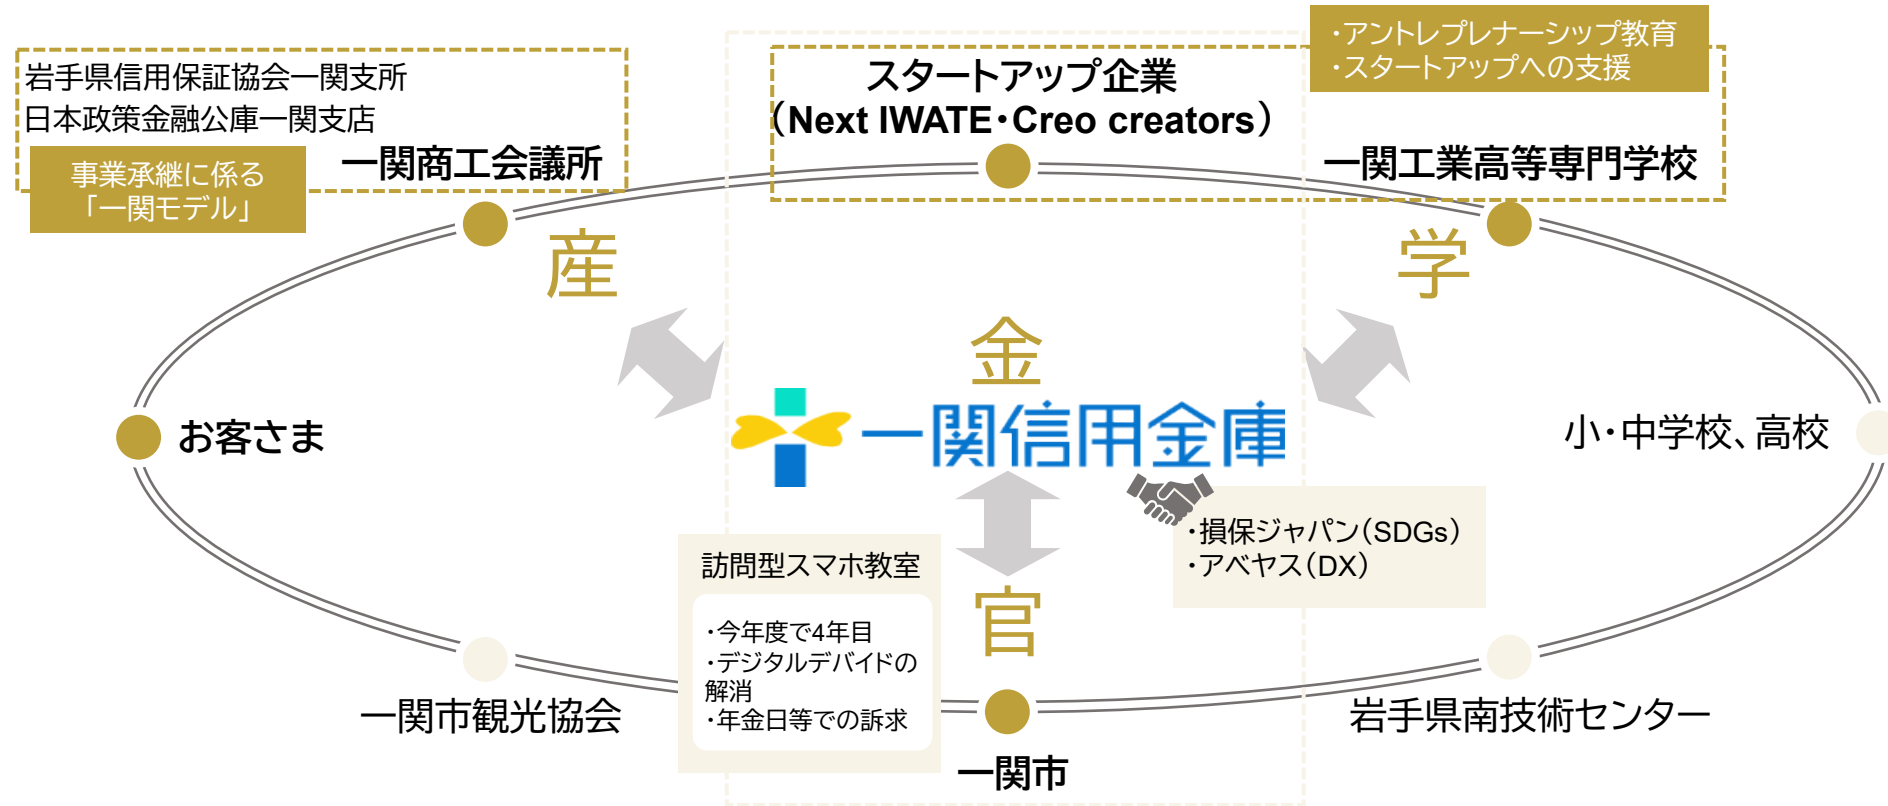 岩手県信用保証協会一関支所
日本政策金融公庫一関支店
一関商工会議所
事業承継に係る
「一関モデル」
スタートアップ企業
（Next IWATE・Creo creators）
・アントレプレナーシップ教育
・スタートアップへの支援
一関工業高等専門学校
産
学
金
一関信用金庫
お客さま
小・中学校、高校
・損保ジャパン（SDGs）
・アベヤス（DX）
訪問型スマホ教室
・今年度で4年目
・デジタルデバイドの
解消
・年金日等での訴求
官
一関市観光協会
一関市
岩手県南技術センター